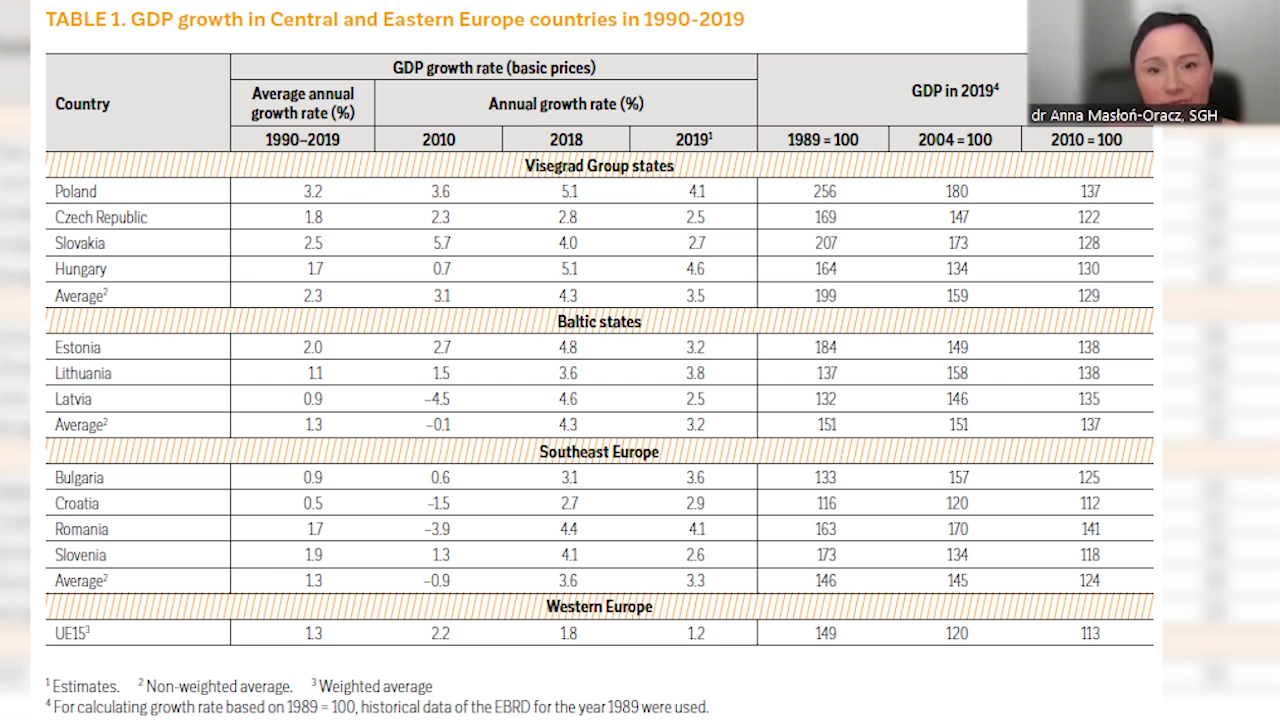 TABLE 1. GDP growth in Central and Eastern Europe countries in 1990-2019
dr Anna Masłoń-Oracz, SGH
Country
GDP growth rate (basic prices)
GDP in 2019⁴
Average annual growth rate (%)
Annual growth rate (%)
1990–2019 2010 2018 2019¹ 1989 = 100 2004 = 100 2010 = 100
Visegrad Group states
Poland 3.2 3.6 5.1 4.1 256 180 137
Czech Republic 1.8 2.3 2.8 2.5 169 147 122
Slovakia 2.5 5.7 4.0 2.7 207 173 128
Hungary 1.7 0.7 5.1 4.6 164 134 130
Average² 2.3 3.1 4.3 3.5 199 159 129
Baltic states
Estonia 2.0 2.7 4.8 3.2 184 149 138
Lithuania 1.1 1.5 3.6 3.8 137 158 138
Latvia 0.9 –4.5 4.6 2.5 132 146 135
Average² 1.3 –0.1 4.3 3.2 151 151 137
Southeast Europe
Bulgaria 0.9 0.6 3.1 3.6 133 157 125
Croatia 0.5 –1.5 2.7 2.9 116 120 112
Romania 1.7 –3.9 4.4 4.1 163 170 141
Slovenia 1.9 1.3 4.1 2.6 173 134 118
Average² 1.3 –0.9 3.6 3.3 146 145 124
Western Europe
UE15³ 1.3 2.2 1.8 1.2 149 120 113
¹ Estimates. ² Non-weighted average. ³ Weighted average
⁴ For calculating growth rate based on 1989 = 100, historical data of the EBRD for the year 1989 were used.